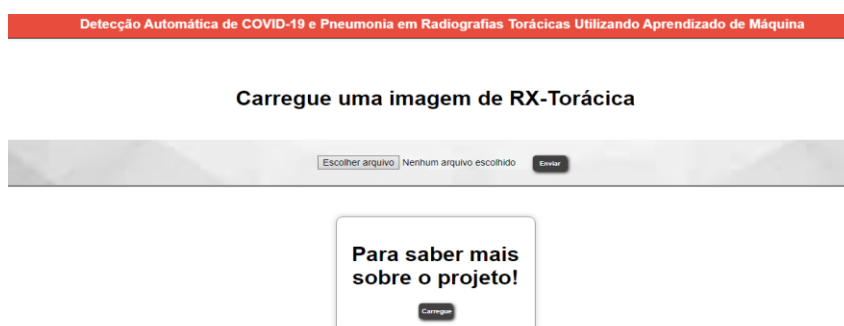 Detecção Automática de COVID-19 e Pneumonia em Radiografias Torácicas Utilizando Aprendizado de Máquina
Carregue uma imagem de RX-Torácica
Escolher arquivo Nenhum arquivo escolhido Enviar
Para saber mais
sobre o projeto!
Carregue